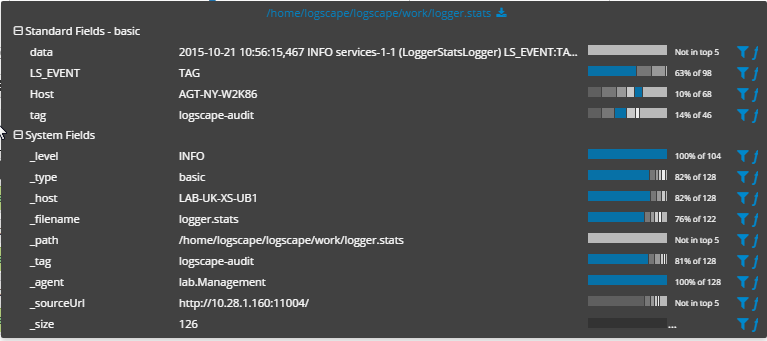 /home/logscape/logscape/work/logger.stats
Standard Fields - basic
data 2015-10-21 10:56:15,467 INFO services-1-1 (LoggerStatsLogger) LS_EVENT:TA... Not in top 5
LS_EVENT TAG 63% of 98
Host AGT-NY-W2K86 10% of 68
tag logscape-audit 14% of 46
System Fields
_level INFO 100% of 104
_type basic 82% of 128
_host LAB-UK-XS-UB1 82% of 128
_filename logger.stats 76% of 122
_path /home/logscape/logscape/work/logger.stats Not in top 5
_tag logscape-audit 81% of 128
_agent lab.Management 100% of 128
_sourceUrl http://10.28.1.160:11004/ Not in top 5
_size 126 ...